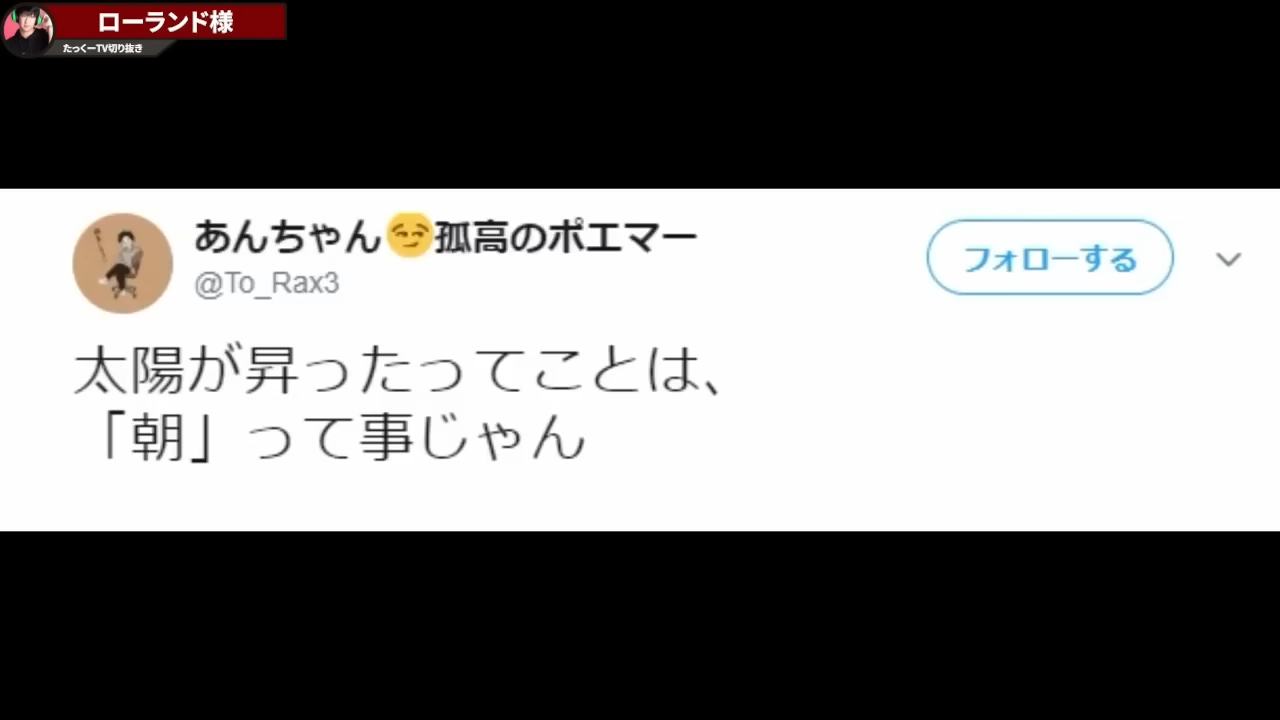 ローランド様
たっくーTV切り抜き
あんちゃん😏孤高のポエマー
@To_Rax3
フォローする
太陽が昇ったってことは、
「朝」って事じゃん